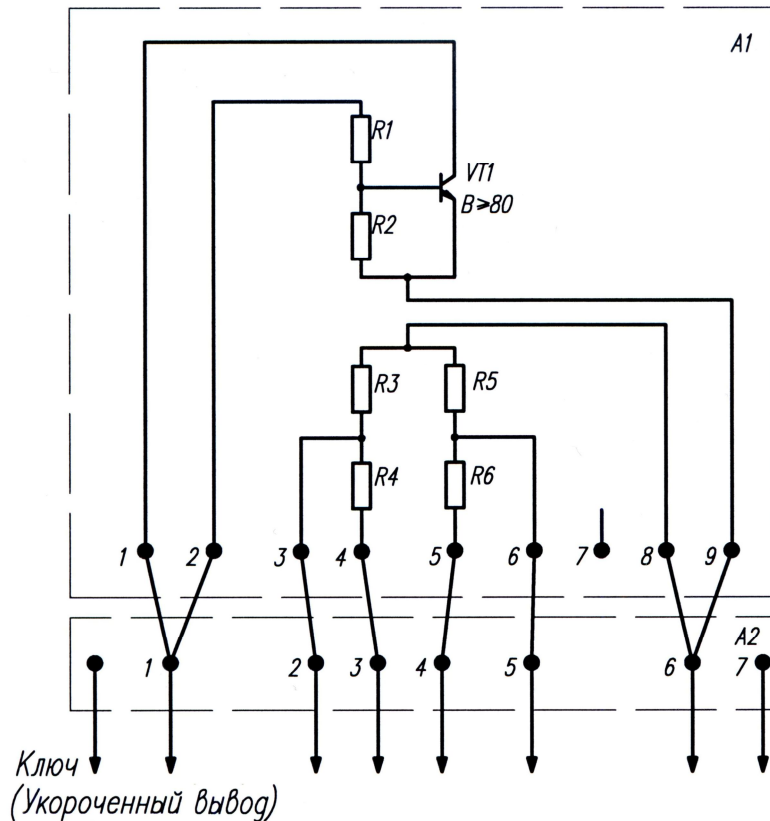 A1
R1
VT1
B≥80
R2
R3 R5
R4 R6
1 2 3 4 5 6 7 8 9
A2
1 2 3 4 5 6 7
Ключ
(Укороченный вывод)